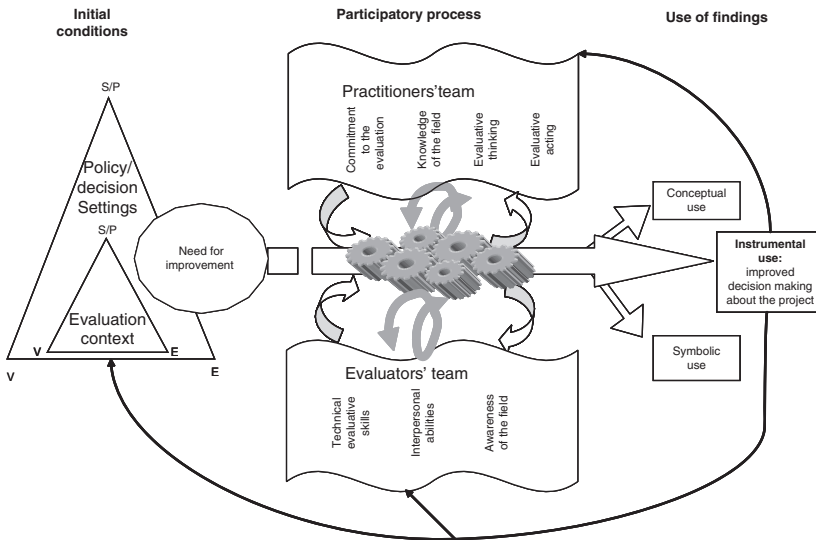 Initial
conditions
Participatory process
Use of findings
S/P
Policy/
decision
Settings
S/P
Evaluation
context
V
E
V
E
Need for
improvement
Practitioners'team
Commitment
to the
evaluation
Knowledge
of the field
Evaluative
thinking
Evaluative
acting
Evaluators' team
Technical
evaluative
skills
Interpersonal
abilities
Awareness
of the field
Conceptual
use
Instrumental
use:
improved
decision making
about the project
Symbolic
use